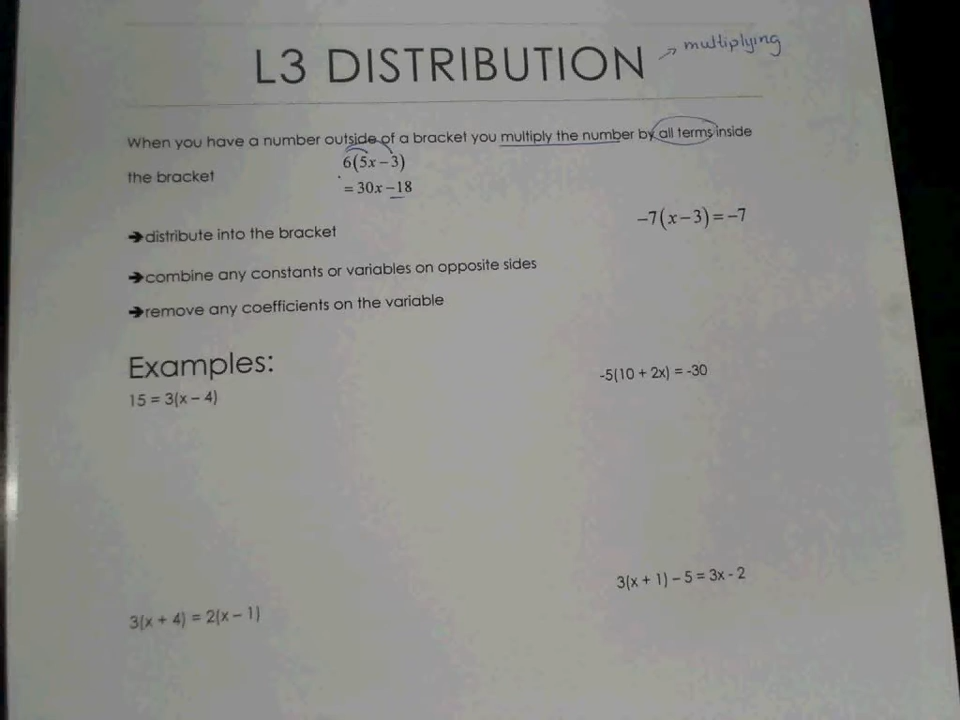 L3 DISTRIBUTION → multiplying
When you have a number outside of a bracket you multiply the number by all terms inside
the bracket
6(5x−3)
= 30x −18
−7(x−3)=−7
➔distribute into the bracket
➔combine any constants or variables on opposite sides
➔remove any coefficients on the variable
Examples:
15 = 3(x – 4)
-5(10 + 2x) = -30
3(x + 4) = 2(x – 1)
3(x + 1) – 5 = 3x - 2